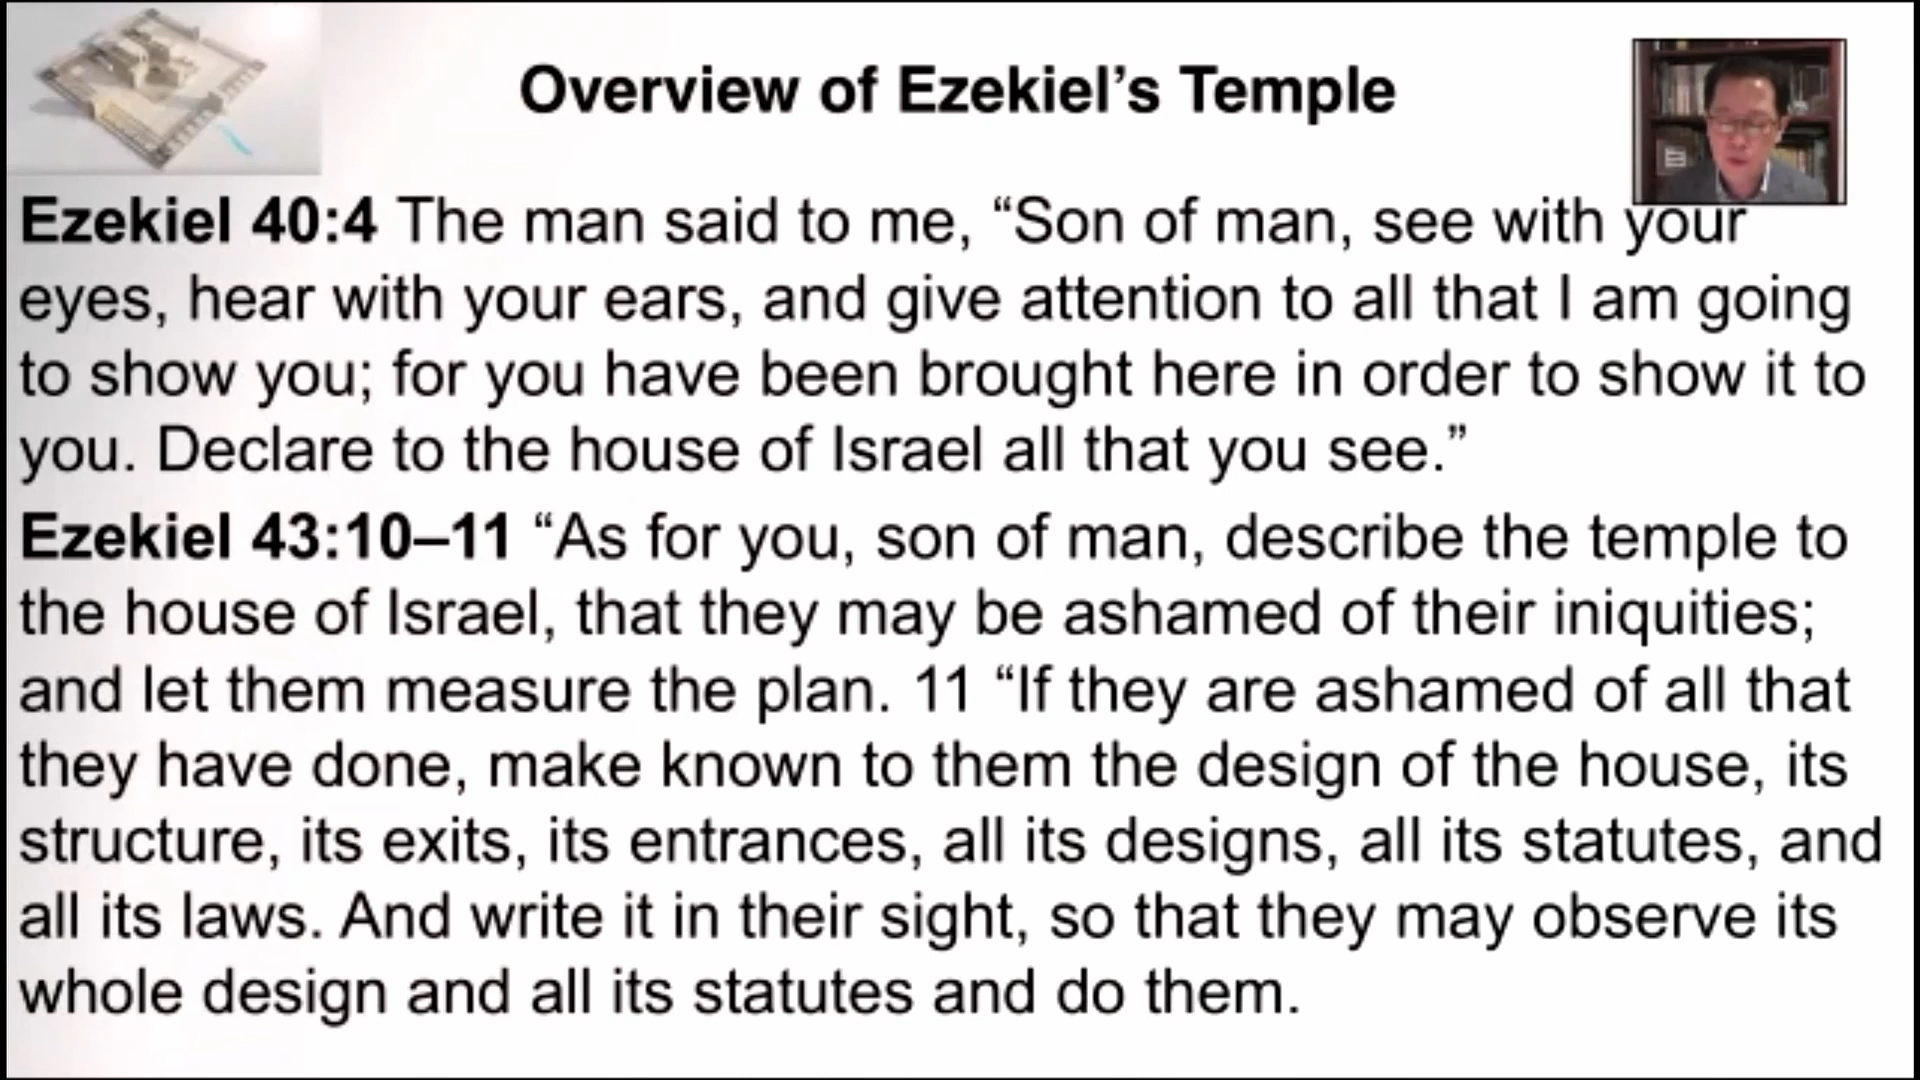 Overview of Ezekiel’s Temple
Ezekiel 40:4 The man said to me, “Son of man, see with your
eyes, hear with your ears, and give attention to all that I am going
to show you; for you have been brought here in order to show it to
you. Declare to the house of Israel all that you see.”
Ezekiel 43:10–11 “As for you, son of man, describe the temple to
the house of Israel, that they may be ashamed of their iniquities;
and let them measure the plan. 11 “If they are ashamed of all that
they have done, make known to them the design of the house, its
structure, its exits, its entrances, all its designs, all its statutes, and
all its laws. And write it in their sight, so that they may observe its
whole design and all its statutes and do them.